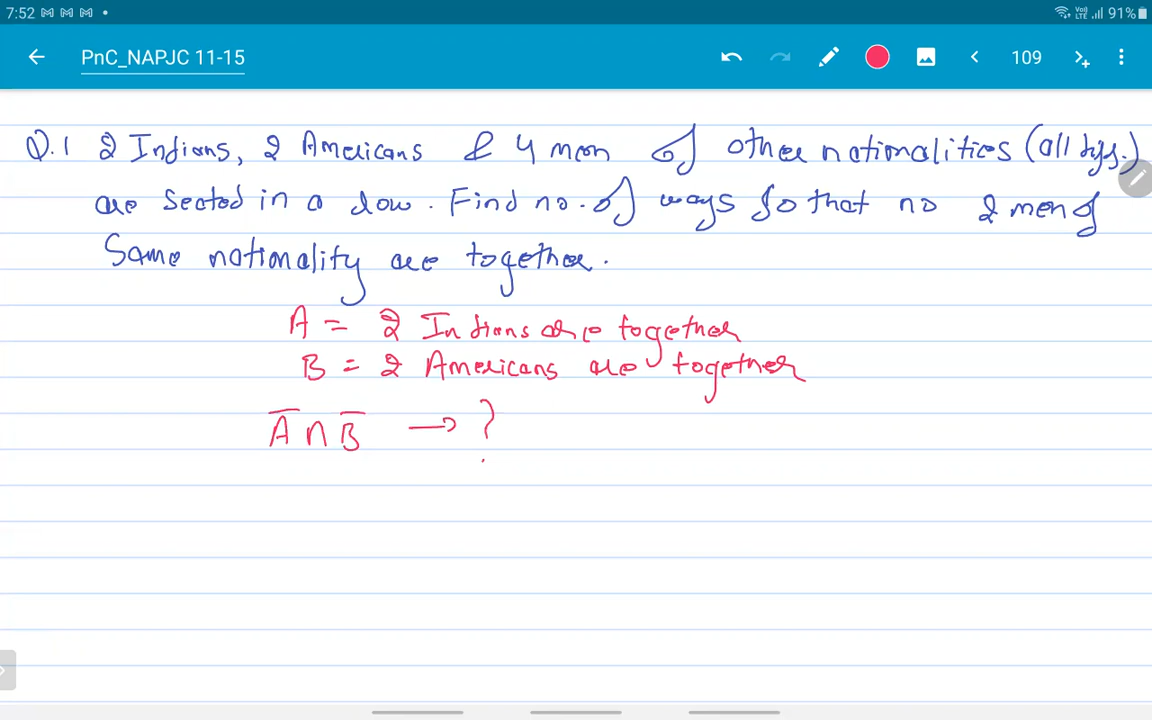 7:52 91%
PnC_NAPJC 11-15 109
Q.1 2 Indians, 2 Americans & 4 men of other nationalities (all diff.)
are seated in a row. Find no. of ways so that no 2 men of
Same nationality are together.
A = 2 Indians are together
B = 2 Americans are together
A̅ ∩ B̅ → ?